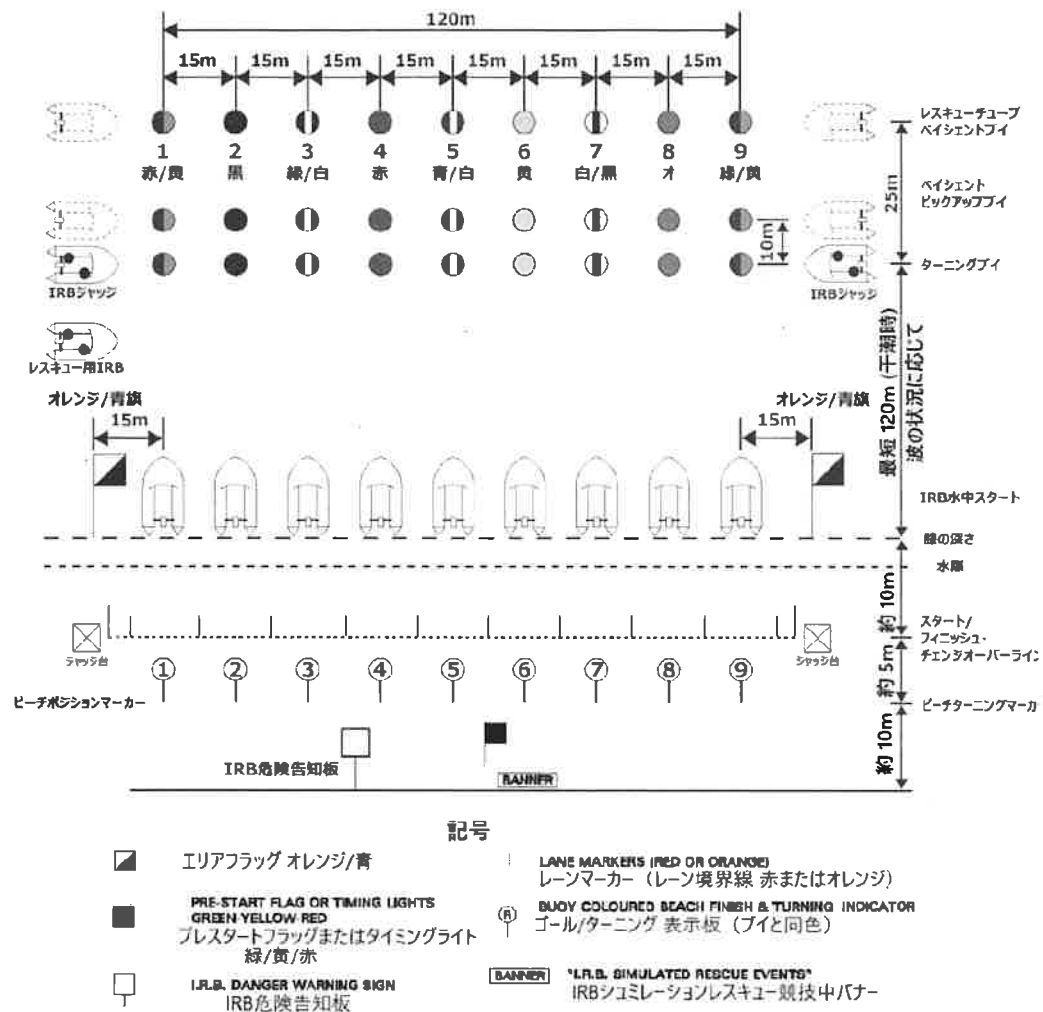 120m
15m 15m 15m 15m 15m 15m 15m 15m
レスキューチューブ
ペイシェントブイ
1 2 3 4 5 6 7 8 9
赤/黄 黒 緑/白 赤 青/白 黄 白/黒 オ 緑/黄
25m
ペイシェント
ピックアップブイ
10m
ターニングブイ
IRBジャッジ
IRBジャッジ
レスキュー用IRB
最短 120m (干潮時)
波の状況に応じて
オレンジ/青旗
オレンジ/青旗
15m
15m
IRB水中スタート
膝の深さ
水際
約 10m
スタート/
フィニッシュ・
チェンジオーバーライン
ジャッジ台
ジャッジ台
約 5m
1 2 3 4 5 6 7 8 9
ビーチポジションマーカー
ビーチターニングマーカ
約 10m
IRB危険告知板
BANNER
記号
エリアフラッグ オレンジ/青
PRE-START FLAG OR TIMING LIGHTS
GREEN-YELLOW-RED
プレスタートフラッグまたはタイミングライト
緑/黄/赤
I.R.B. DANGER WARNING SIGN
IRB危険告知板
LANE MARKERS (RED OR ORANGE)
レーンマーカー（レーン境界線 赤またはオレンジ）
BUOY COLOURED BEACH FINISH & TURNING INDICATOR
ゴール/ターニング 表示板（ブイと同色）
BANNER
"I.R.B. SIMULATED RESCUE EVENTS"
IRBシュミレーションレスキュー競技中バナー